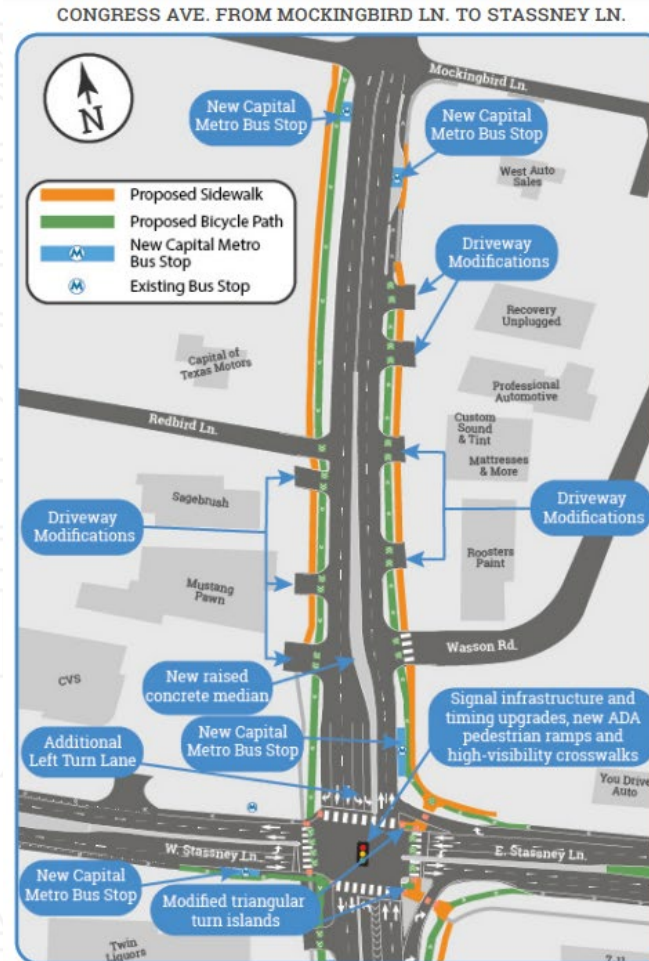 CONGRESS AVE. FROM MOCKINGBIRD LN. TO STASSNEY LN.
N
Mockingbird Ln.
New Capital
Metro Bus Stop
New Capital
Metro Bus Stop
West Auto
Sales
Proposed Sidewalk
Proposed Bicycle Path
M
New Capital Metro
Bus Stop
M
Existing Bus Stop
Driveway
Modifications
Recovery
Unplugged
Capital of
Texas Motors
Professional
Automotive
Redbird Ln.
Custom
Sound
& Tint
Mattresses
& More
Sagebrush
Driveway
Modifications
Driveway
Modifications
Roosters
Paint
Mustang
Pawn
Wasson Rd.
CVS
New raised
concrete median
Signal infrastructure and
timing upgrades, new ADA
pedestrian ramps and
high-visibility crosswalks
New Capital
Metro Bus Stop
Additional
Left Turn Lane
You Drive
Auto
W. Stassney Ln.
E. Stassney Ln.
New Capital
Metro Bus Stop
Modified triangular
turn islands
Twin
Liquors